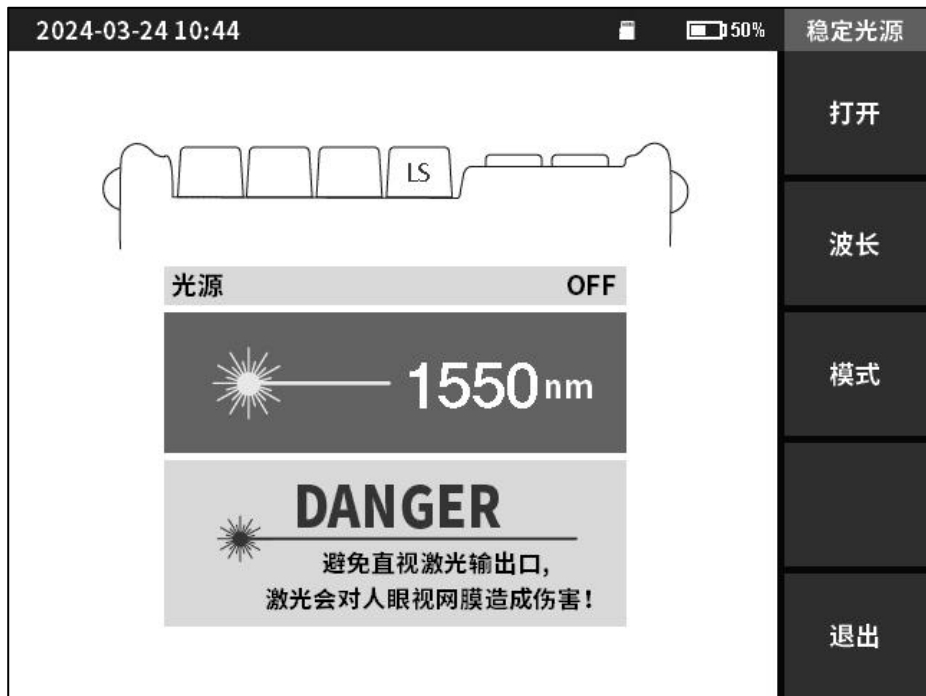 2024-03-24 10:44
50%
稳定光源
打开
LS
波长
光源 OFF
1550nm
模式
DANGER
避免直视激光输出口,
激光会对人眼视网膜造成伤害!
退出